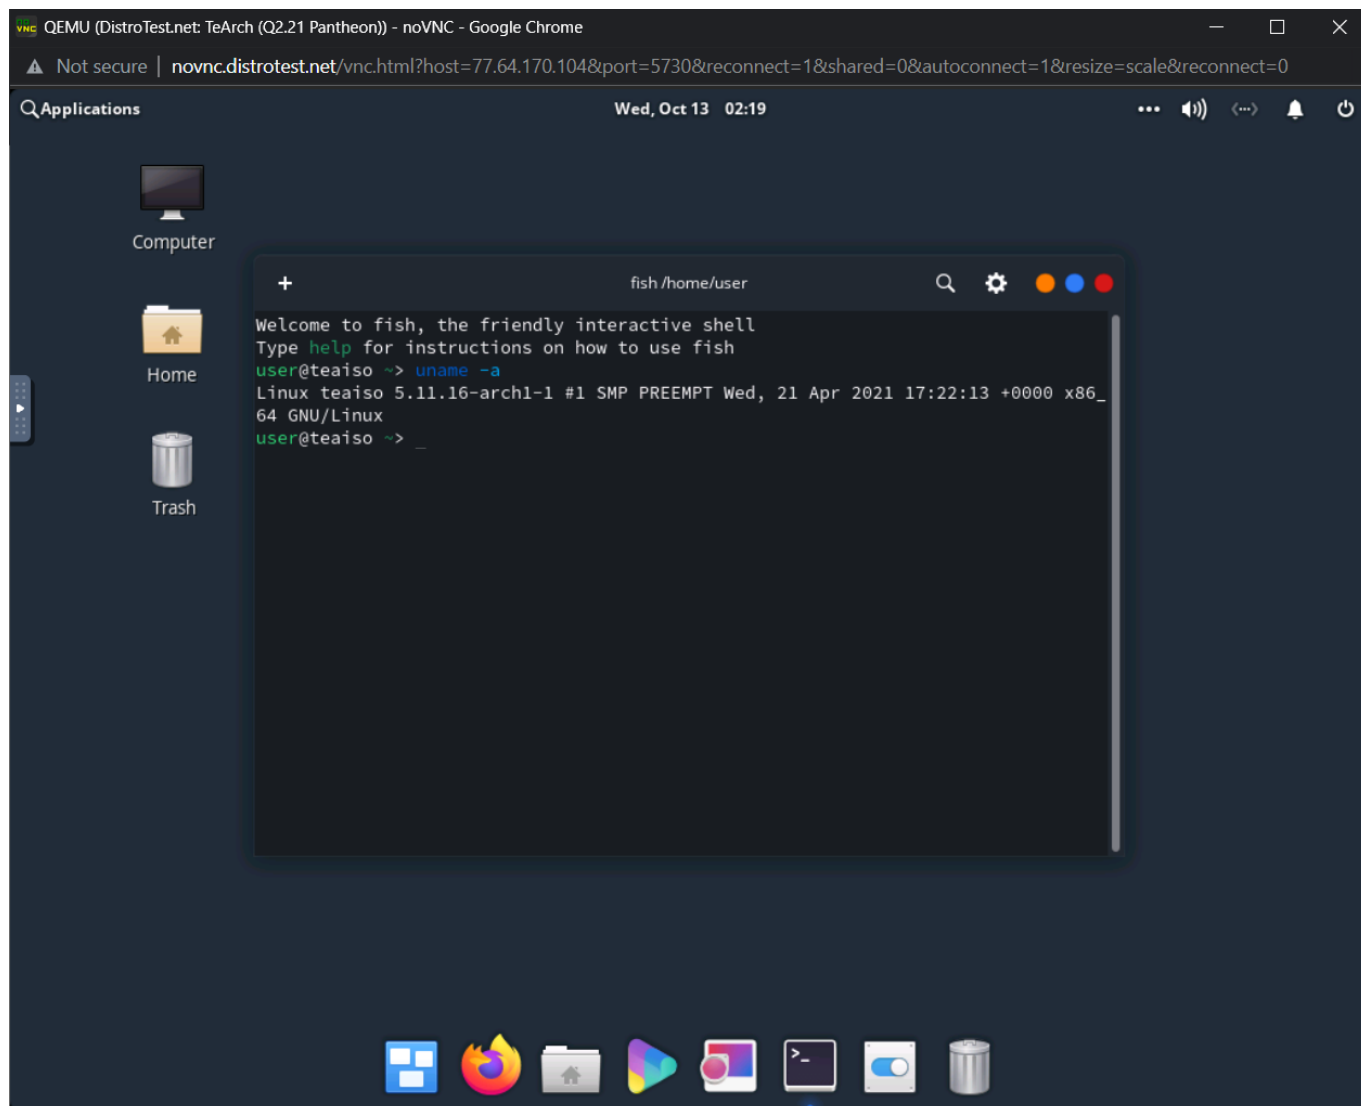 QEMU (DistroTest.net: TeArch (Q2.21 Pantheon)) - noVNC - Google Chrome
Not secure | novnc.distrotest.net/vnc.html?host=77.64.170.104&port=5730&reconnect=1&shared=0&autoconnect=1&resize=scale&reconnect=0
Applications
Wed, Oct 13 02:19
Computer
Home
Trash
fish /home/user
Welcome to fish, the friendly interactive shell
Type help for instructions on how to use fish
user@teaiso ~> uname -a
Linux teaiso 5.11.16-arch1-1 #1 SMP PREEMPT Wed, 21 Apr 2021 17:22:13 +0000 x86_
64 GNU/Linux
user@teaiso ~> _